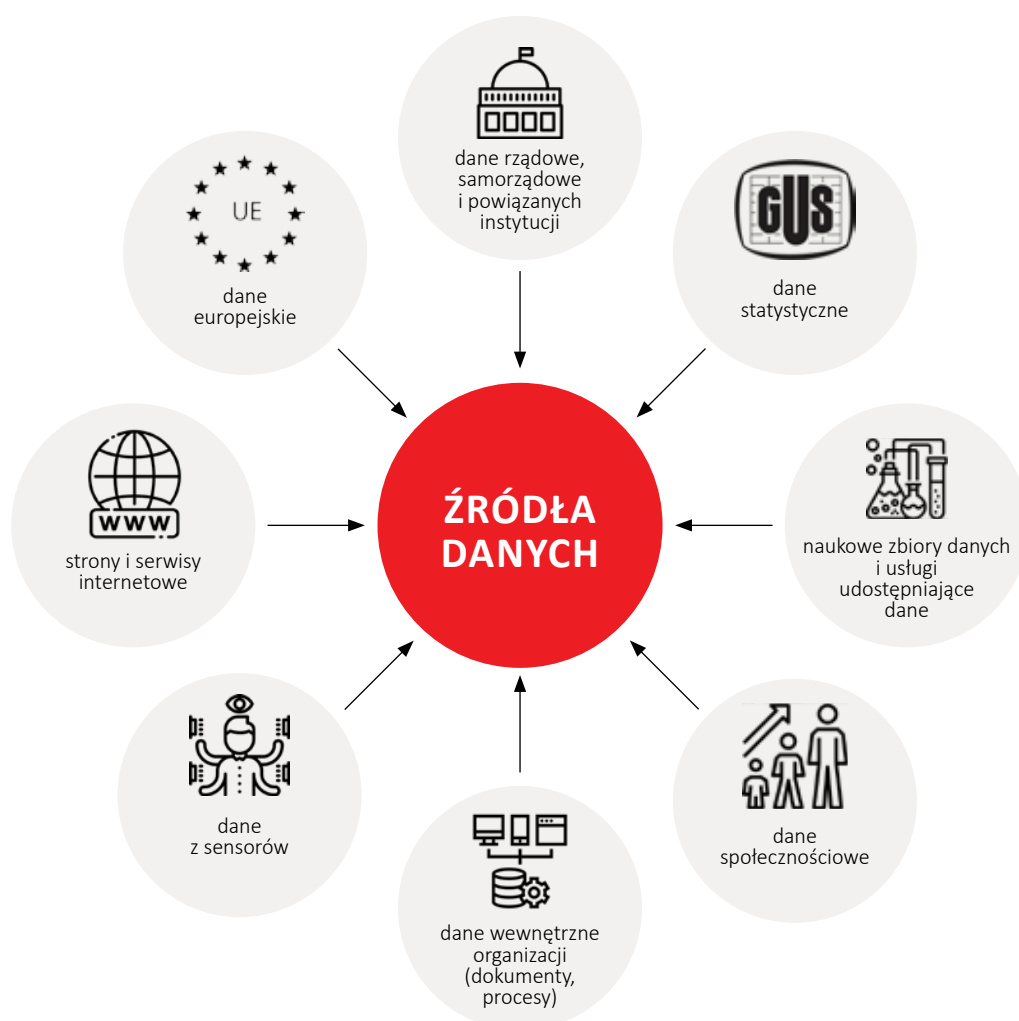 dane rządowe,
samorządowe
i powiązanych
instytucji
UE
dane
europejskie
GUS
dane
statystyczne
WWW
strony i serwisy
internetowe
ŹRÓDŁA
DANYCH
naukowe zbiory danych
i usługi
udostępniające
dane
dane
z sensorów
dane
społecznościowe
dane wewnętrzne
organizacji
(dokumenty,
procesy)